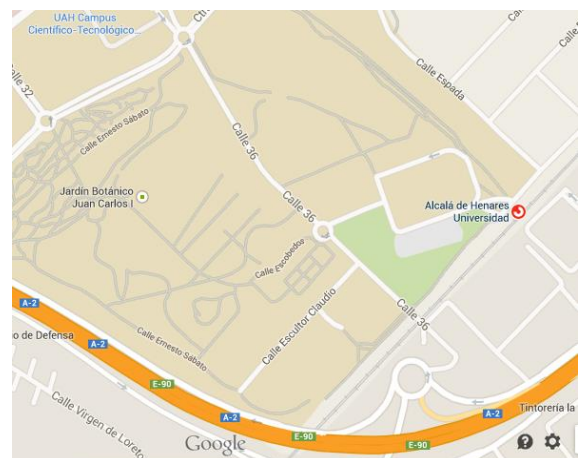 UAH Campus
Científico-Tecnológico...
Calle 32
Calle Ernesto Sábato
Calle 36
Calle Espada
Jardín Botánico
Juan Carlos I
Calle 36
Alcalá de Henares
Universidad
Calle Escobedos
Calle Escultor Claudio
Calle 36
A-2
o de Defensa
A-2
Calle Ernesto Sábato
E-90
A-2
Calle Virgen de Loreto
Google
E-90
E-90
A-2
Tintorería la
?